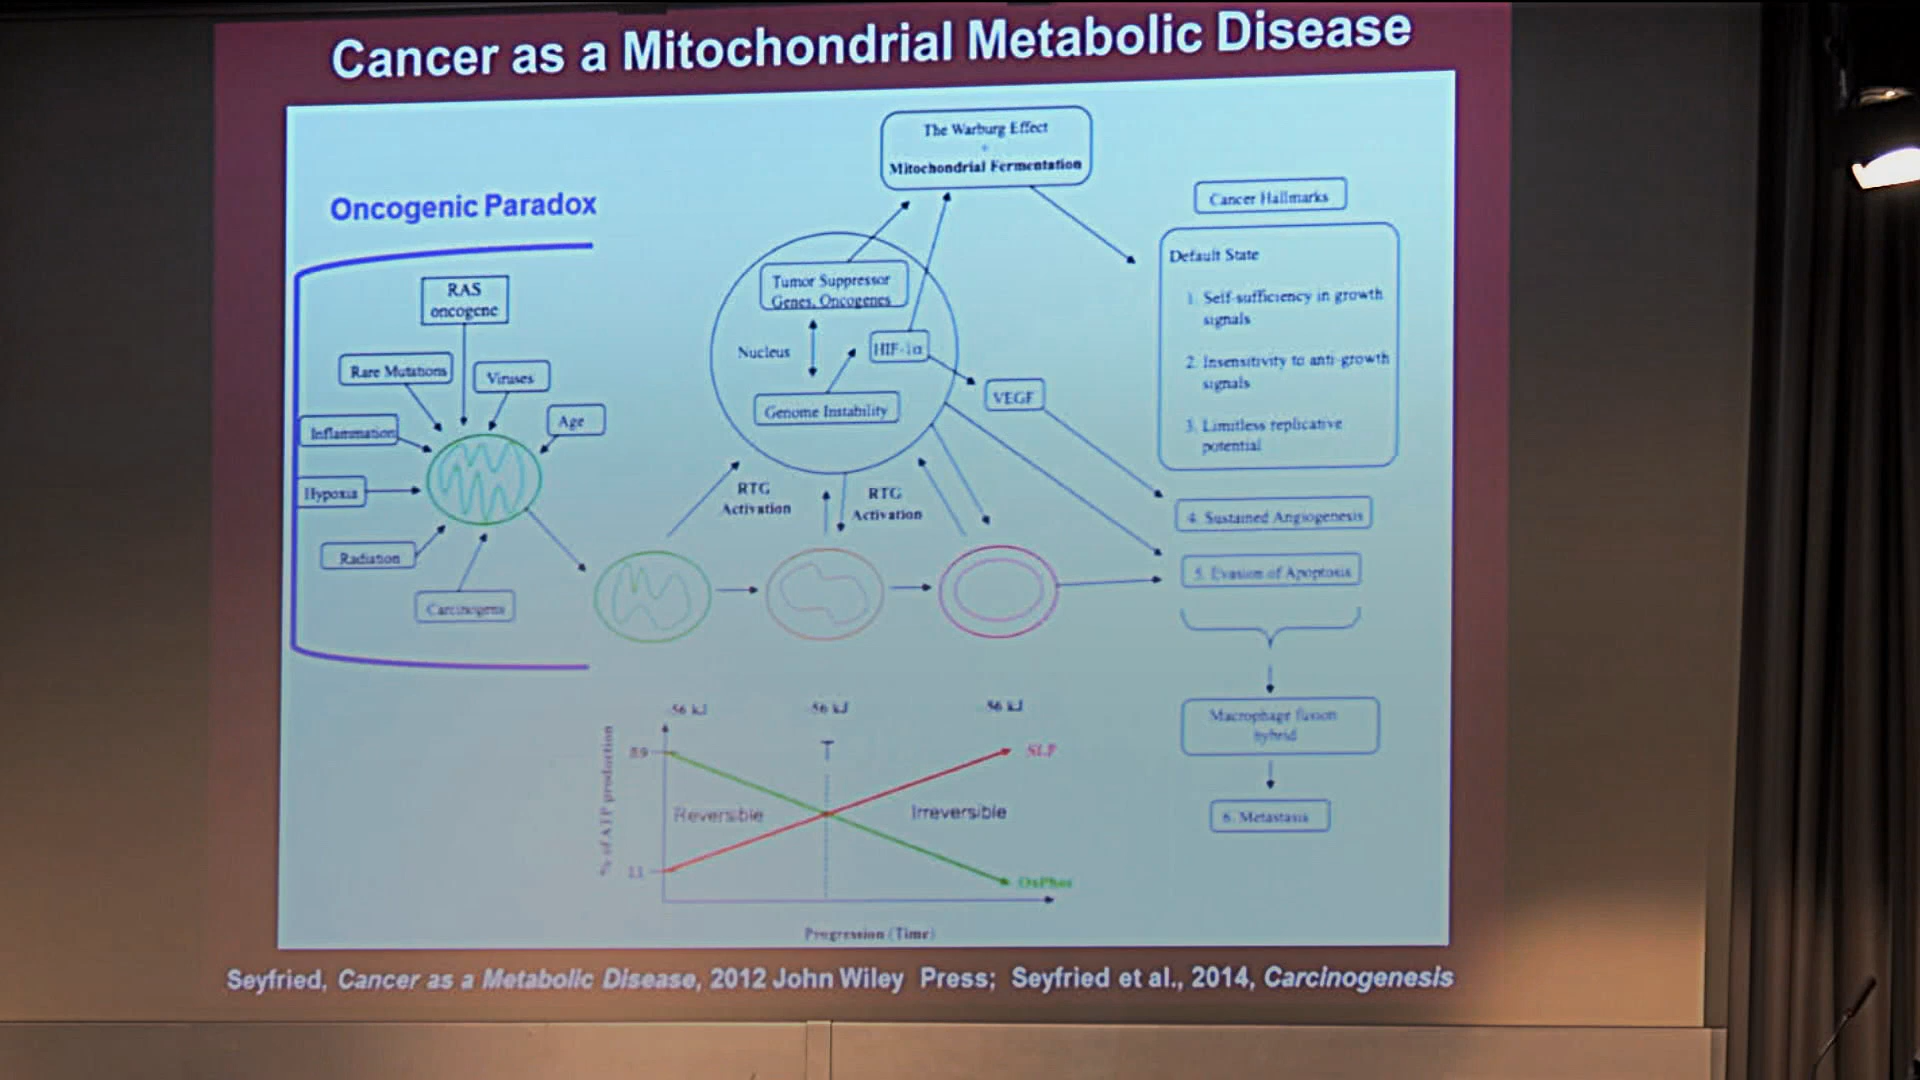 Cancer as a Mitochondrial Metabolic Disease
The Warburg Effect
+
Mitochondrial Fermentation
Oncogenic Paradox
Cancer Hallmarks
RAS
oncogene
Rare Mutations
Viruses
Age
Inflammation
Hypoxia
Radiation
Carcinogens
Tumor Suppressor
Genes, Oncogenes
Nucleus
HIF-1α
Genome Instability
VEGF
Default State
1. Self-sufficiency in growth
signals
2. Insensitivity to anti-growth
signals
3. Limitless replicative
potential
RTG
Activation
RTG
Activation
4. Sustained Angiogenesis
5. Evasion of Apoptosis
Macrophage fusion
hybrid
6. Metastasis
-56 kJ
-56 kJ
-56 kJ
% of ATP production
89
11
T
SLP
Reversible
Irreversible
OxPhos
Progression (Time)
Seyfried, Cancer as a Metabolic Disease, 2012 John Wiley Press; Seyfried et al., 2014, Carcinogenesis